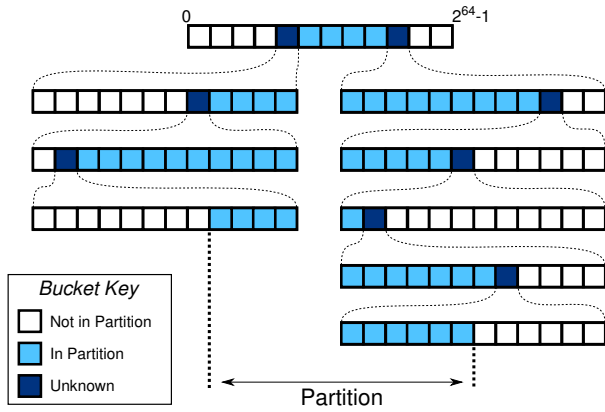 0
2^64-1
Bucket Key
Not in Partition
In Partition
Unknown
Partition